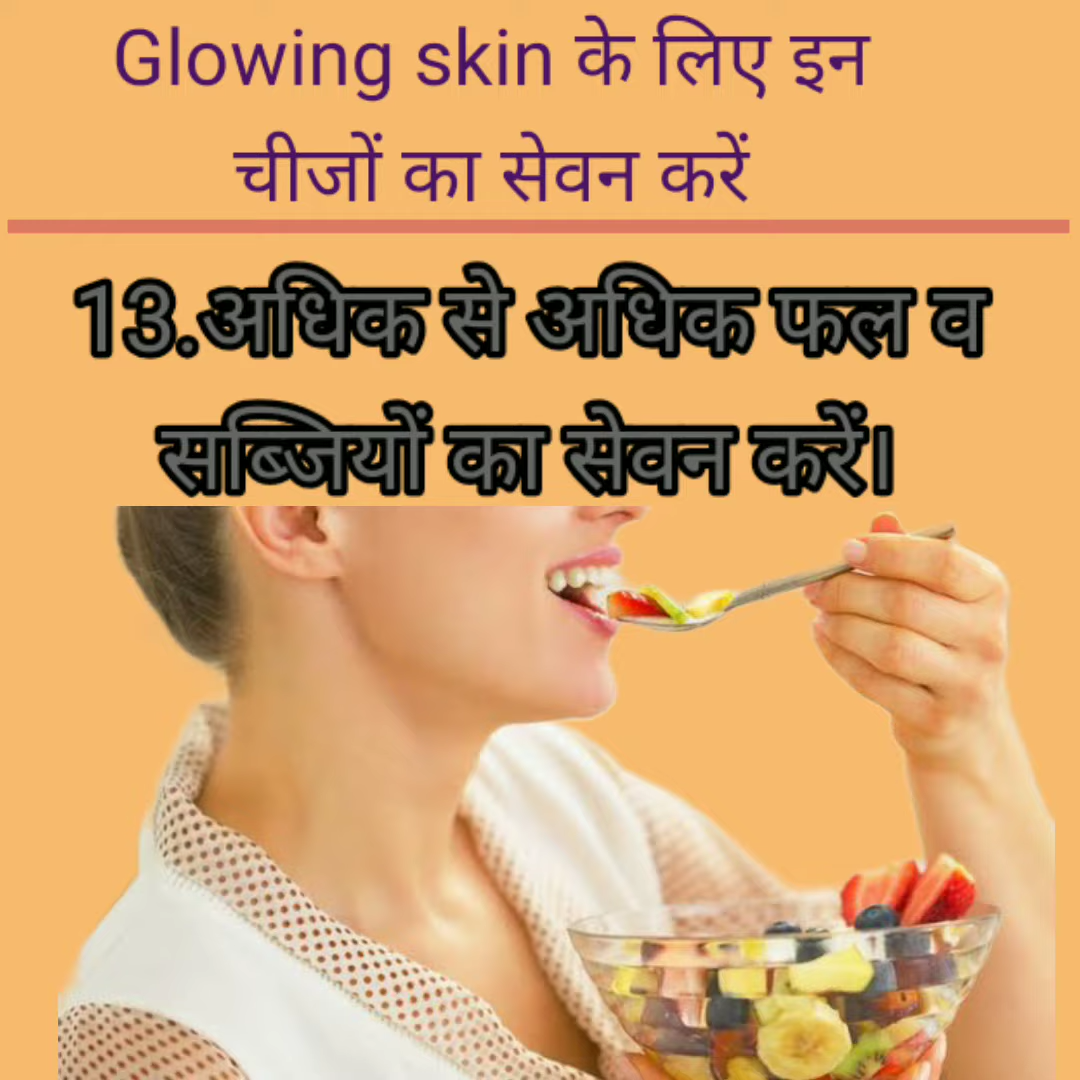 Glowing skin के लिए इन
चीजों का सेवन करें
13.अधिक से अधिक फल व
सब्जियों का सेवन करें।